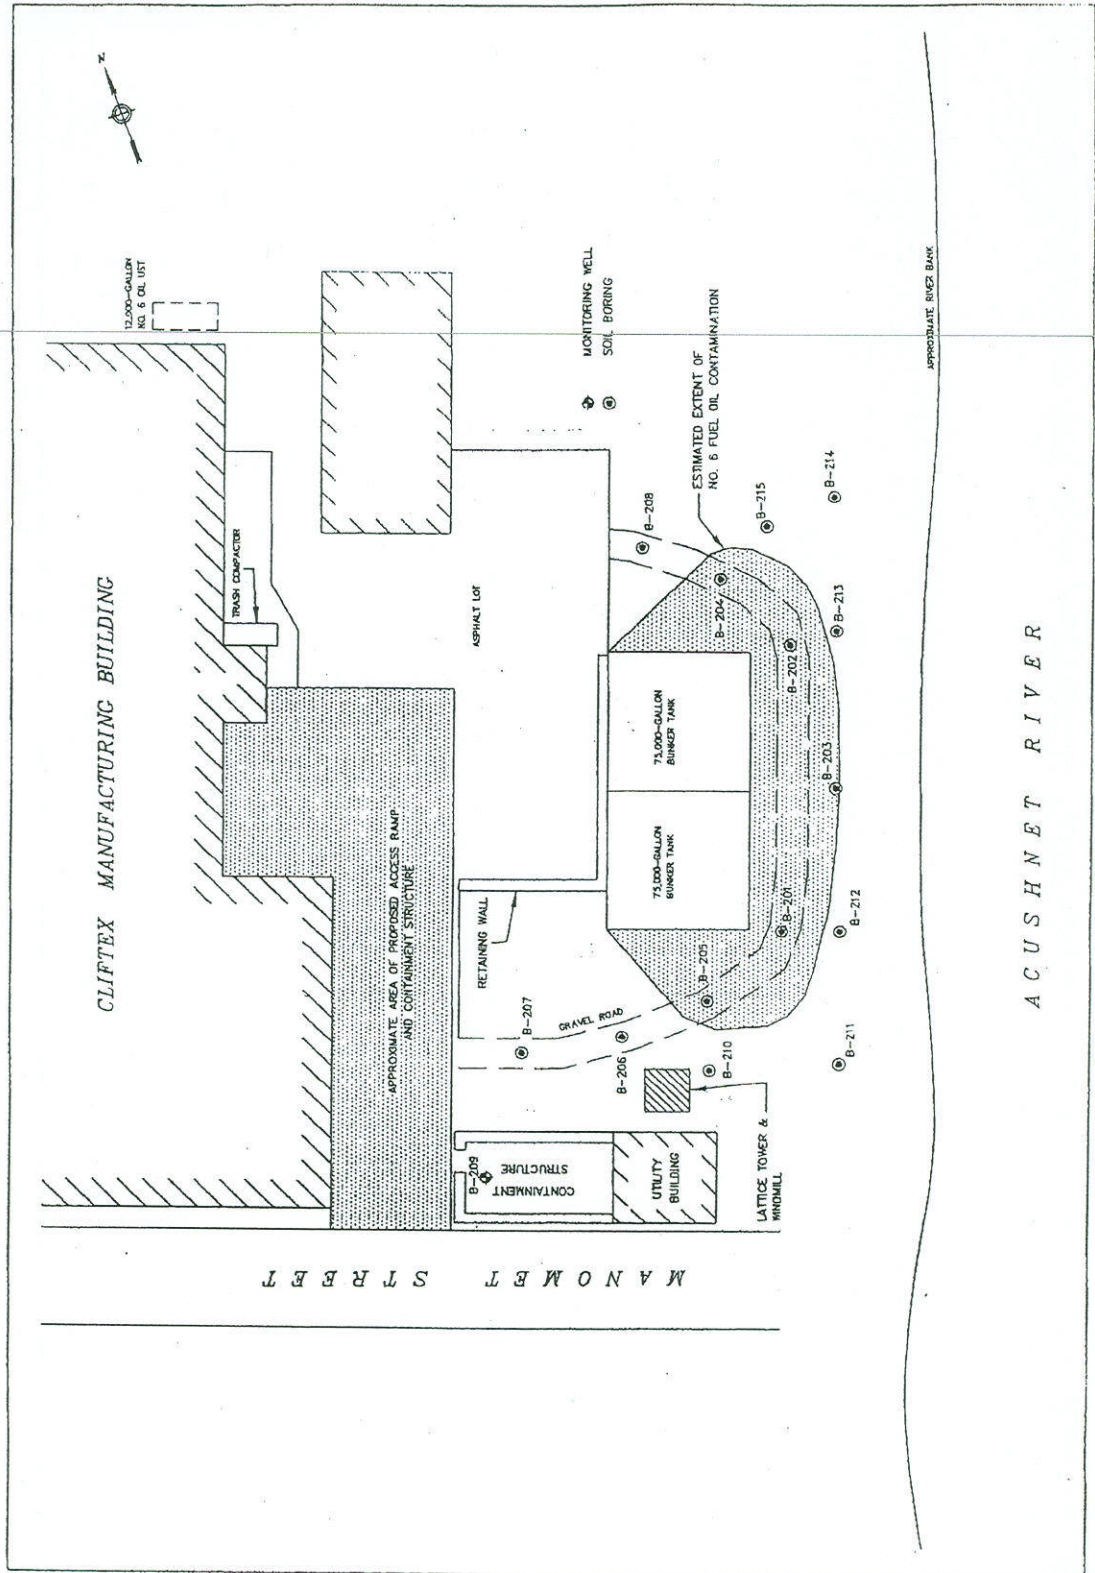 N
12,000-GALLON
NO. 6 OIL UST
CLIFTEX MANUFACTURING BUILDING
TRASH COMPACTOR
MONITORING WELL
SOIL BORING
ESTIMATED EXTENT OF
NO. 6 FUEL OIL CONTAMINATION
ASPHALT LOT
APPROXIMATE AREA OF PROPOSED ACCESS RAMP
AND CONTAINMENT STRUCTURE
RETAINING WALL
75,000-GALLON
BUNKER TANK
75,000-GALLON
BUNKER TANK
GRAVEL ROAD
B-208
B-204
B-215
B-214
B-213
B-202
B-203
B-201
B-212
B-205
B-207
B-206
B-210
B-211
B-209
CONTAINMENT
STRUCTURE
UTILITY
BUILDING
LATTICE TOWER &
WINDMILL
MANOMET STREET
APPROXIMATE RIVER BANK
ACUSHNET RIVER